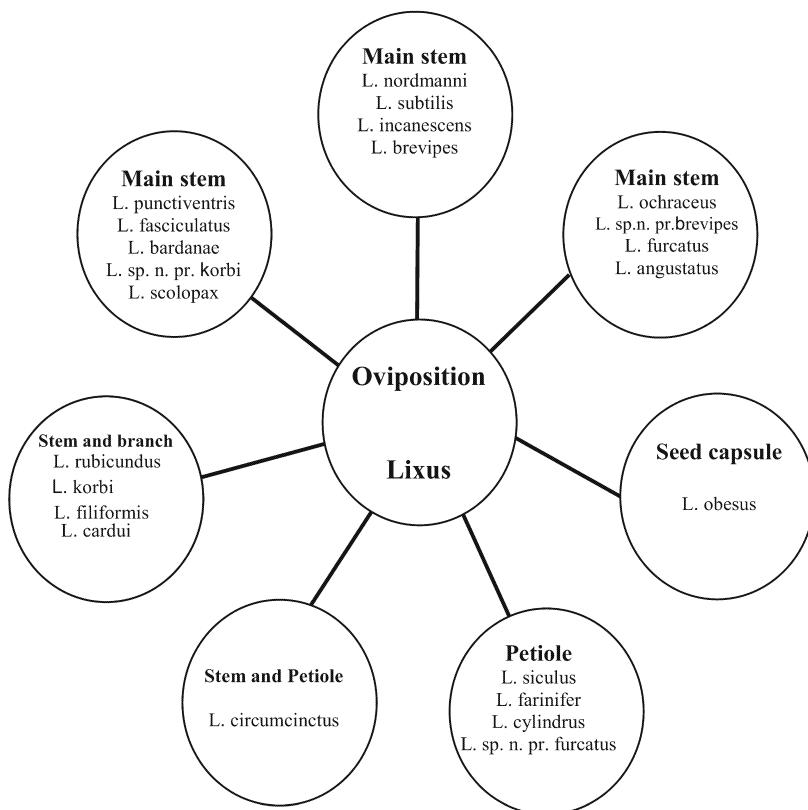 Main stem
L. nordmanni
L. subtilis
L. incanescens
L. brevipes
Main stem
L. punctiventris
L. fasciculatus
L. bardanae
L. sp. n. pr. korbi
L. scolopax
Main stem
L. ochraceus
L. sp.n. pr.brevipes
L. furcatus
L. angustatus
Oviposition
Lixus
Stem and branch
L. rubicundus
L. korbi
L. filiformis
L. cardui
Seed capsule
L. obesus
Stem and Petiole
L. circumcinctus
Petiole
L. siculus
L. farinifer
L. cylindrus
L. sp. n. pr. furcatus